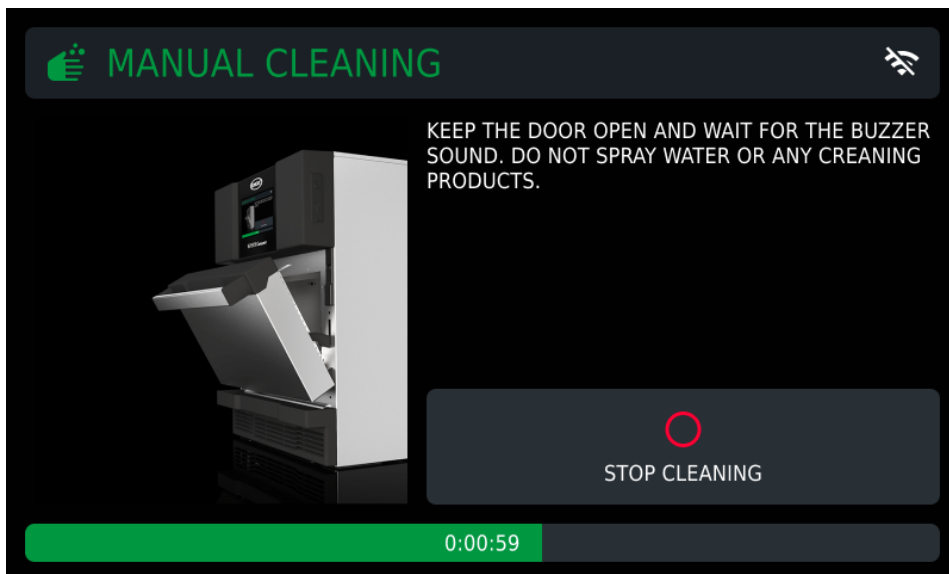 MANUAL CLEANING
KEEP THE DOOR OPEN AND WAIT FOR THE BUZZER
SOUND. DO NOT SPRAY WATER OR ANY CREANING
PRODUCTS.
STOP CLEANING
0:00:59